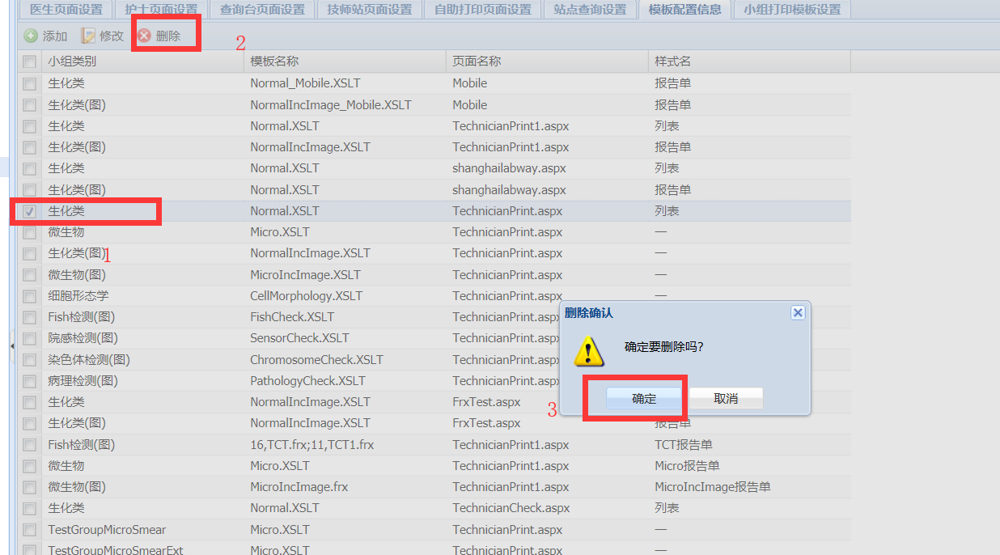 医生页面设置 护士页面设置 查询台页面设置 技师站页面设置 自助打印页面设置 站点查询设置 模板配置信息 小组打印模板设置
添加 修改 删除 2
小组类别 模板名称 页面名称 样式名
生化类 Normal_Mobile.XSLT Mobile 报告单
生化类(图) NormalIncImage_Mobile.XSLT Mobile 报告单
生化类 Normal.XSLT TechnicianPrint1.aspx 列表
生化类(图) NormalIncImage.XSLT TechnicianPrint1.aspx 报告单
生化类 Normal.XSLT shanghailabway.aspx 列表
生化类(图) Normal.XSLT shanghailabway.aspx 报告单
生化类 Normal.XSLT TechnicianPrint.aspx 列表
微生物 Micro.XSLT TechnicianPrint.aspx —
生化类(图) 1 NormalIncImage.XSLT TechnicianPrint.aspx —
微生物(图) MicroIncImage.XSLT TechnicianPrint.aspx —
细胞形态学 CellMorphology.XSLT TechnicianPrint.aspx —
Fish检测(图) FishCheck.XSLT TechnicianPrint.aspx
院感检测(图) SensorCheck.XSLT TechnicianPrint.asp
染色体检测(图) ChromosomeCheck.XSLT TechnicianPrint.asp
病理检测(图) PathologyCheck.XSLT TechnicianPrint.asp
生化类 NormalIncImage.XSLT FrxTest.aspx
生化类(图) NormalIncImage.XSLT FrxTest.aspx 报告单
Fish检测(图) 16,TCT.frx;11,TCT1.frx TechnicianPrint1.aspx TCT报告单
微生物 Micro.XSLT TechnicianPrint1.aspx Micro报告单
微生物(图) MicroIncImage.frx TechnicianPrint1.aspx MicroIncImage报告单
生化类 Normal.XSLT TechnicianCheck.aspx 列表
TestGroupMicroSmear Micro.XSLT TechnicianPrint.aspx —
TestGroupMicroSmearExt Micro.XSLT TechnicianPrint.aspx —
删除确认
确定要删除吗?
3 确定 取消